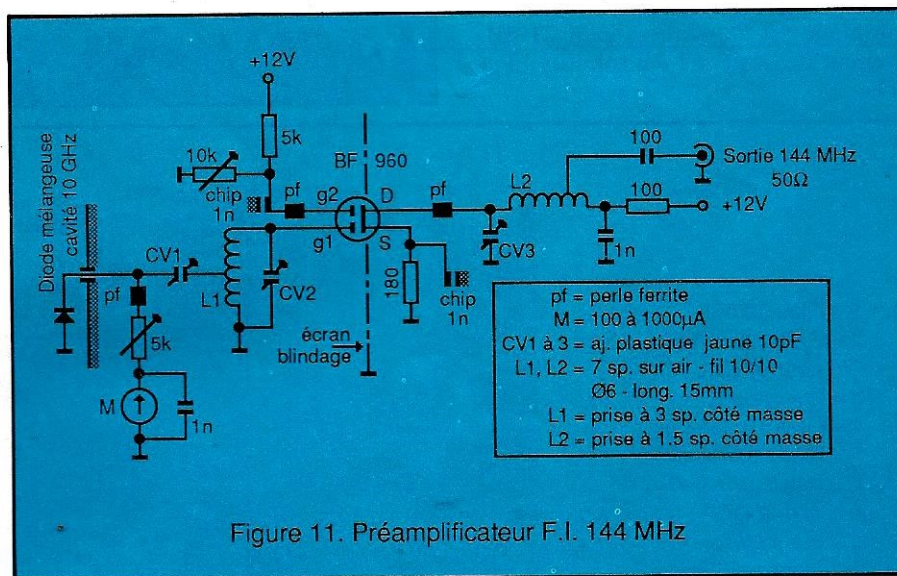 +12V
5k
10k
chip
1n
pf
g2
BF 960
D
pf
L2
100
Sortie 144 MHz
50Ω
100
+12V
Diode mélangeuse
cavité 10 GHz
CV1
L1
g1
CV2
S
180
chip
1n
CV3
1n
pf
5k
M
1n
écran
blindage
pf = perle ferrite
M = 100 à 1000µA
CV1 à 3 = aj. plastique jaune 10pF
L1, L2 = 7 sp. sur air - fil 10/10
Ø6 - long. 15mm
L1 = prise à 3 sp. côté masse
L2 = prise à 1.5 sp. côté masse
Figure 11. Préamplificateur F.I. 144 MHz